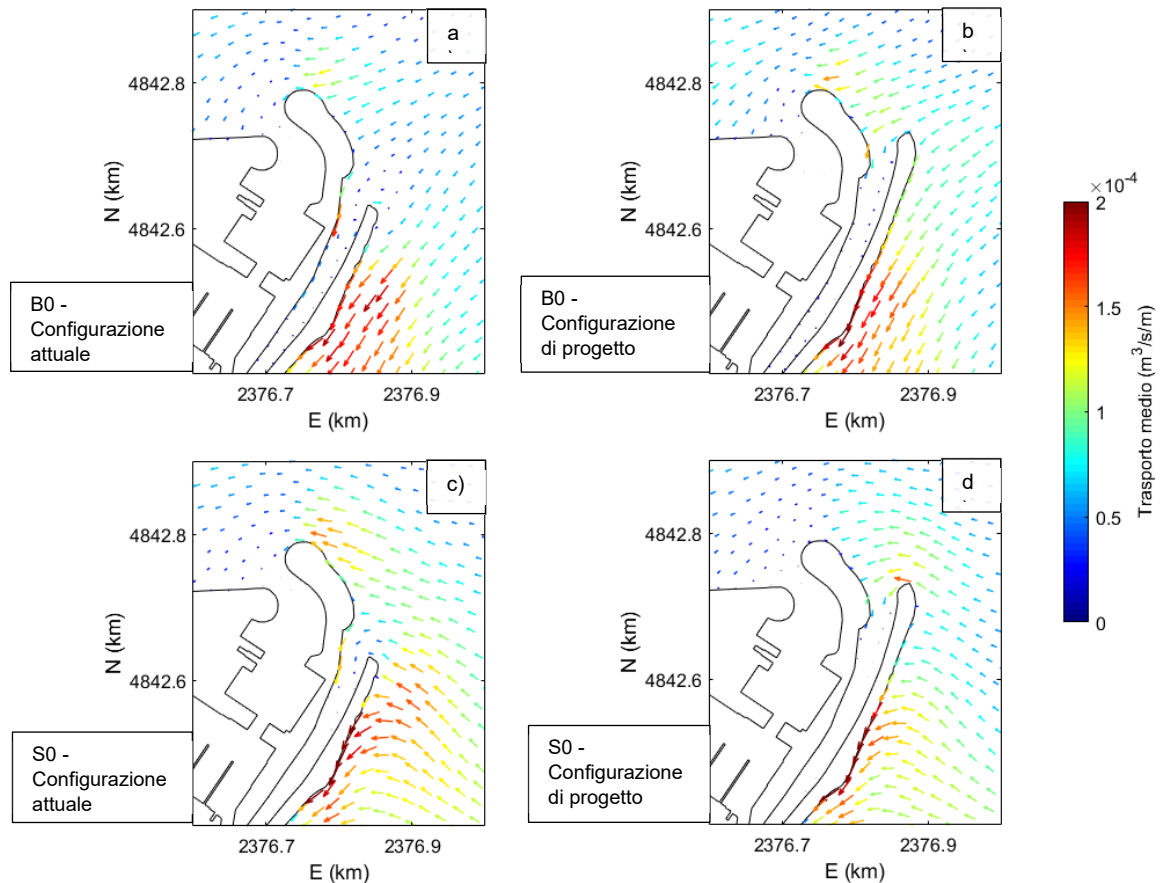 a
4842.8
4842.6
N (km)
B0 -
Configurazione
attuale
2376.7 2376.9
E (km)
b
4842.8
4842.6
N (km)
B0 -
Configurazione
di progetto
2376.7 2376.9
E (km)
c)
4842.8
4842.6
N (km)
S0 -
Configurazione
attuale
2376.7 2376.9
E (km)
d
4842.8
4842.6
N (km)
S0 -
Configurazione
di progetto
2376.7 2376.9
E (km)
×10⁻⁴
2
1.5
1
0.5
0
Trasporto medio (m³/s/m)